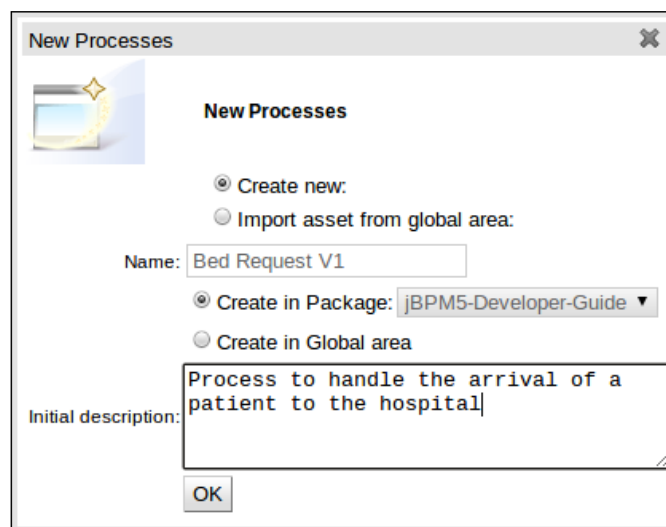 New Processes
New Processes
Create new:
Import asset from global area:
Name: Bed Request V1
Create in Package: jBPM5-Developer-Guide
Create in Global area
Initial description:
Process to handle the arrival of a
patient to the hospital
OK